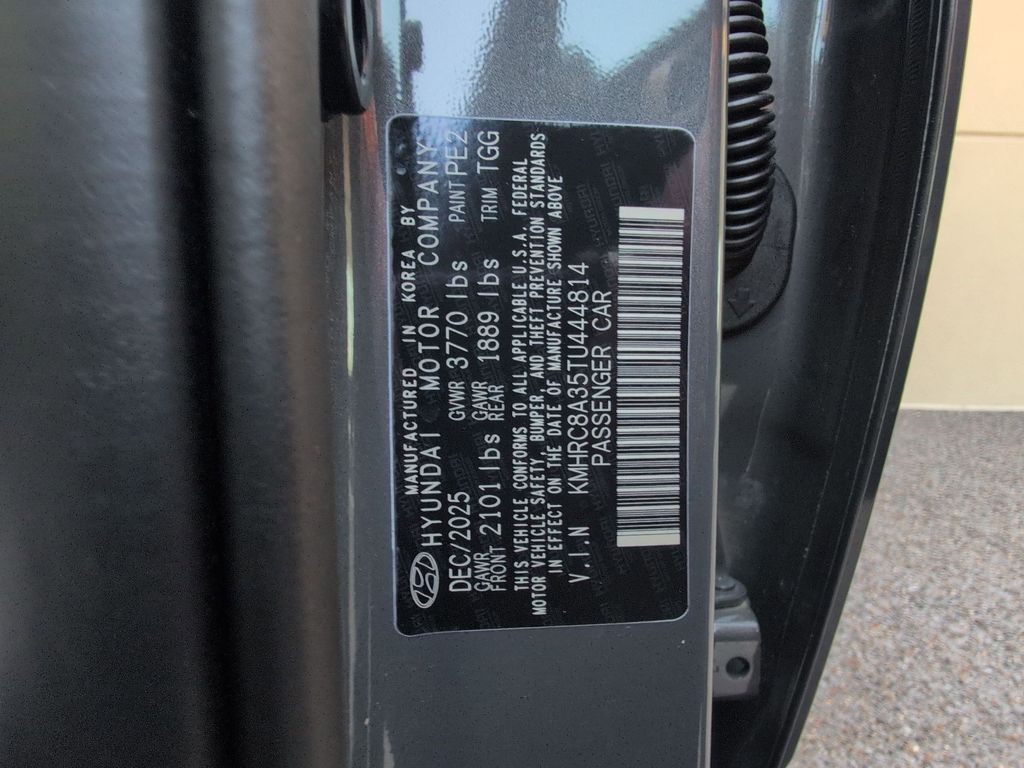 MANUFACTURED IN KOREA BY
HYUNDAI MOTOR COMPANY
DEC/2025 GVWR 3770 lbs PAINT PE2
GAWR FRONT 2101 lbs GAWR REAR 1889 lbs TRIM TGG
THIS VEHICLE CONFORMS TO ALL APPLICABLE U.S.A. FEDERAL
MOTOR VEHICLE SAFETY, BUMPER, AND THEFT PREVENTION STANDARDS
IN EFFECT ON THE DATE OF MANUFACTURE SHOWN ABOVE
V.I.N KMHRC8A35TU444814
PASSENGER CAR